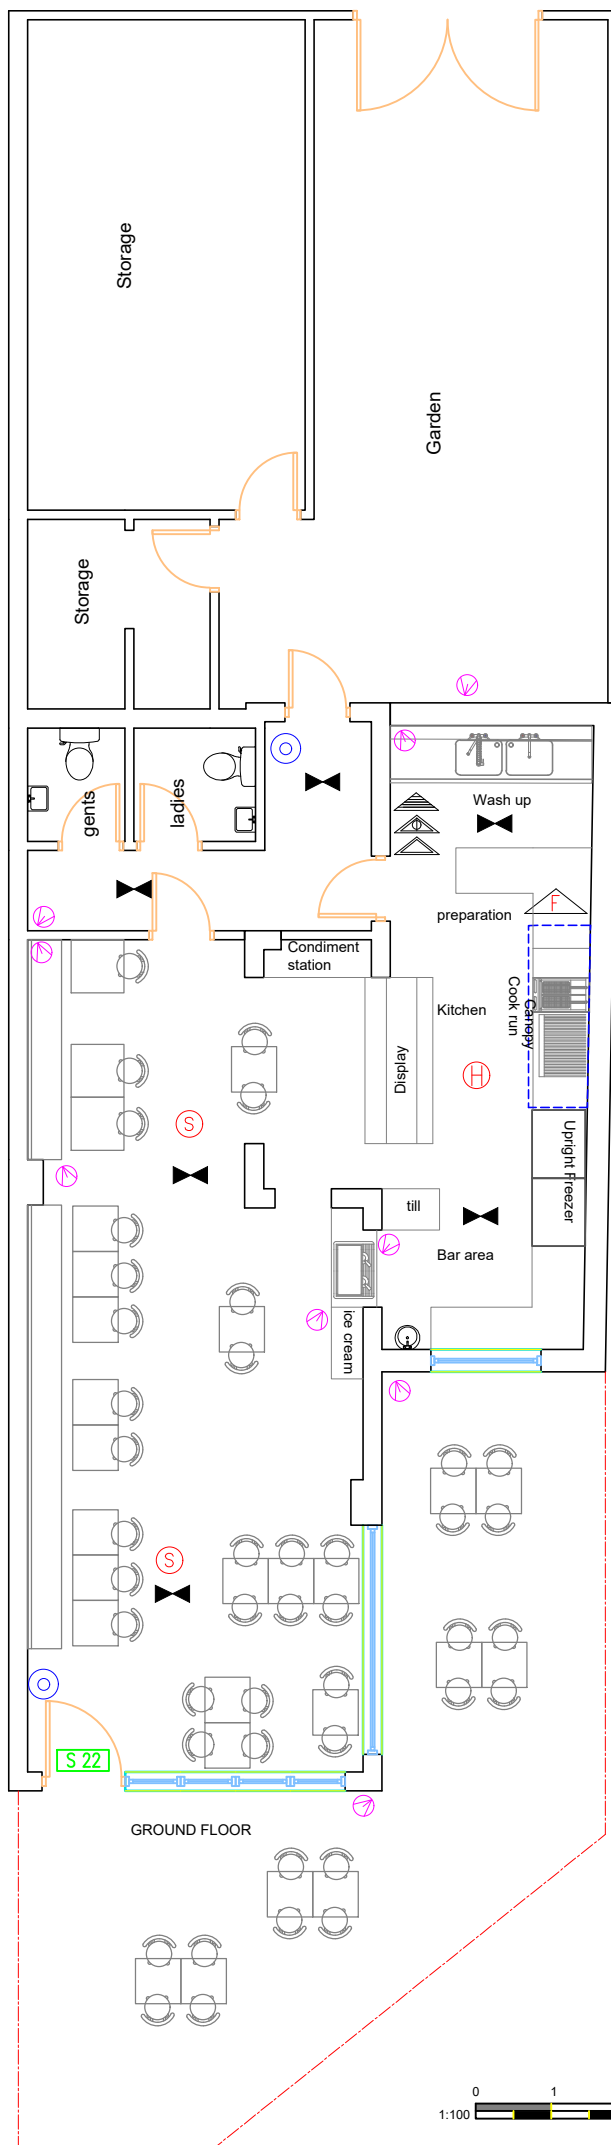 Storage
Garden
Storage
gents
ladies
Wash up
F
preparation
Condiment
station
Kitchen
Canopy
Cook run
Display
H
S
Upright Freezer
till
Bar area
ice cream
S
S 22
GROUND FLOOR
0 1
1:100